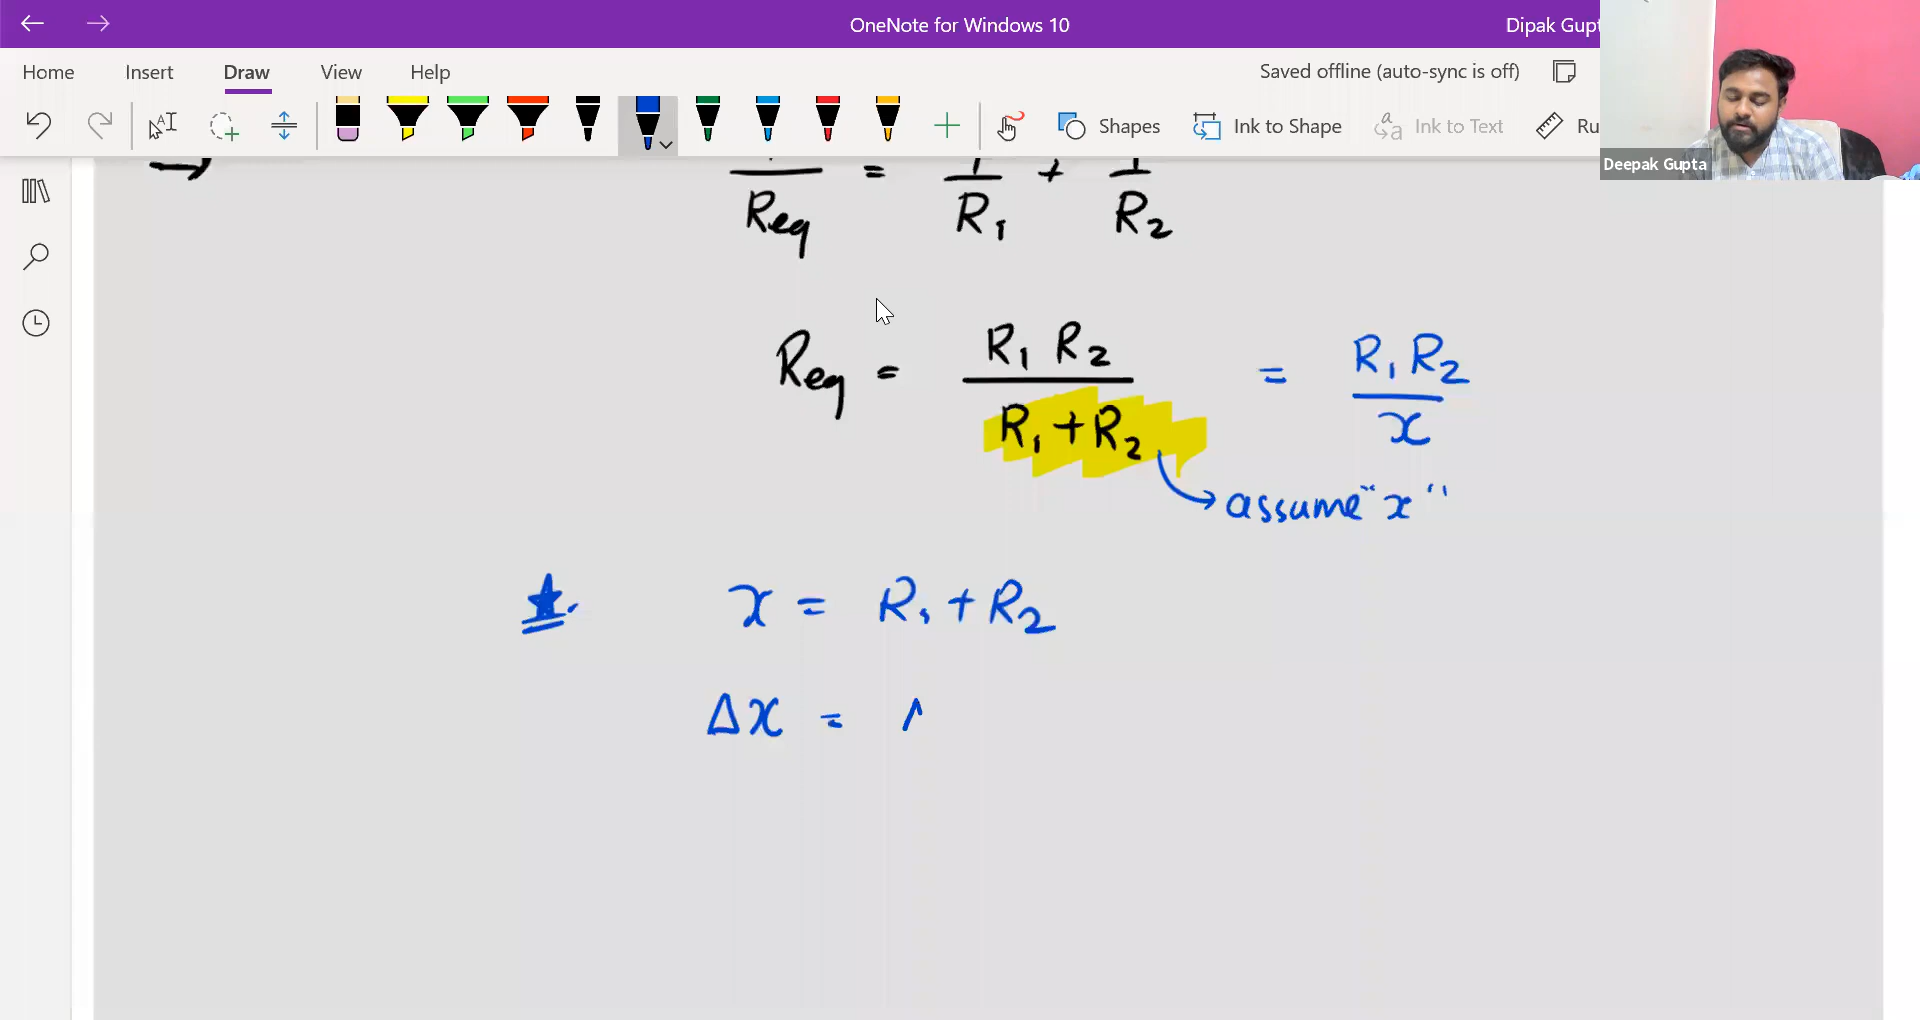 OneNote for Windows 10
Dipak Gupt
Home Insert Draw View Help
Saved offline (auto-sync is off)
Shapes Ink to Shape Ink to Text Ru
Deepak Gupta
1/Req = 1/R₁ + 1/R₂
Req = R₁ R₂ / R₁ + R₂ = R₁ R₂ / x
assume "x"
x = R₁ + R₂
Δx =